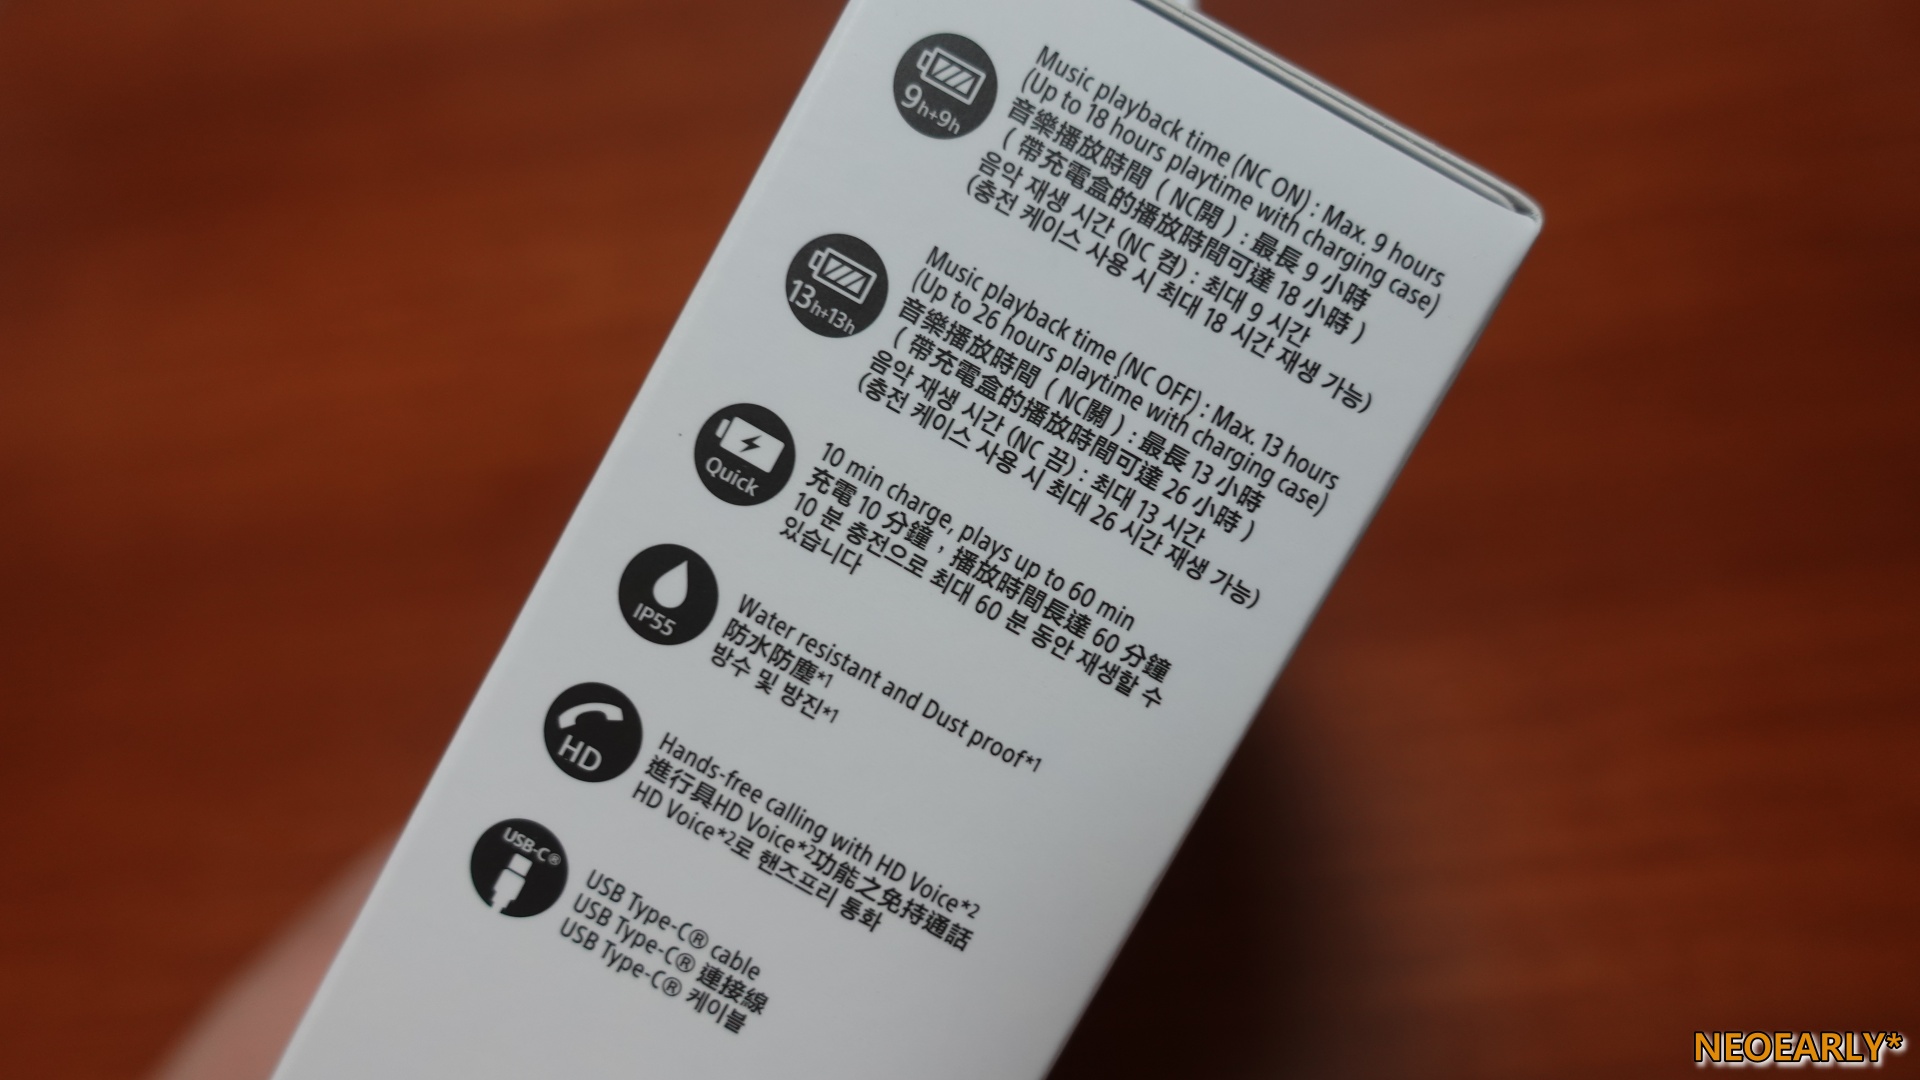 9h+9h
Music playback time (NC ON) : Max. 9 hours
(Up to 18 hours playtime with charging case)
音樂播放時間 ( NC開 ) : 最長 9 小時
( 帶充電盒的播放時間可達 18 小時 )
음악 재생 시간 (NC 켬) : 최대 9 시간
(충전 케이스 사용 시 최대 18 시간 재생 가능)
13h+13h
Music playback time (NC OFF) : Max. 13 hours
(Up to 26 hours playtime with charging case)
音樂播放時間 ( NC關 ) : 最長 13 小時
( 帶充電盒的播放時間可達 26 小時 )
음악 재생 시간 (NC 끔) : 최대 13 시간
(충전 케이스 사용 시 최대 26 시간 재생 가능)
Quick
10 min charge, plays up to 60 min
充電 10 分鐘，播放時間長達 60 分鐘
10 분 충전으로 최대 60 분 동안 재생할 수
있습니다
IP55
Water resistant and Dust proof*1
防水防塵*1
방수 및 방진*1
HD
Hands-free calling with HD Voice*2
進行具HD Voice*2功能之免持通話
HD Voice*2로 핸즈프리 통화
USB-C®
USB Type-C® cable
USB Type-C® 連接線
USB Type-C® 케이블
NEOEARLY*